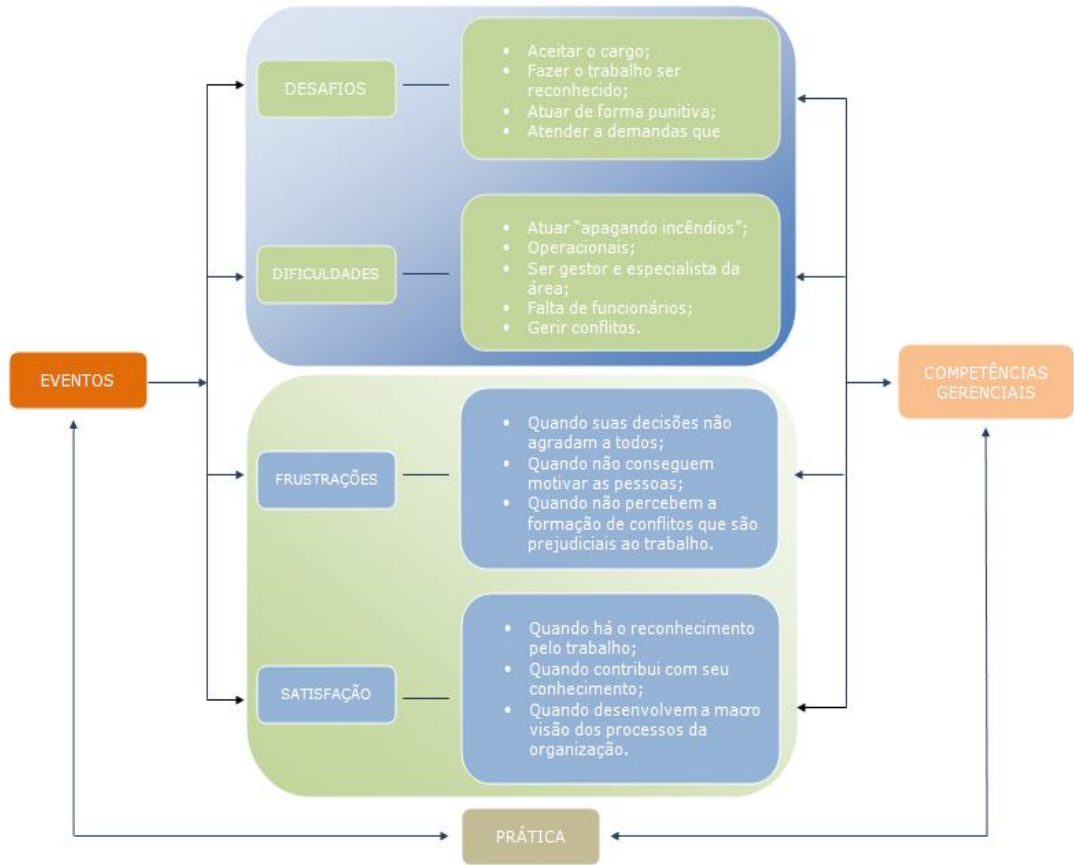 DESAFIOS
• Aceitar o cargo;
• Fazer o trabalho ser
reconhecido;
• Atuar de forma punitiva;
• Atender a demandas que
DIFICULDADES
• Atuar “apagando incêndios”;
• Operacionais;
• Ser gestor e especialista da
área;
• Falta de funcionários;
• Gerir conflitos.
EVENTOS
COMPETÊNCIAS
GERENCIAIS
FRUSTRAÇÕES
• Quando suas decisões não
agradam a todos;
• Quando não conseguem
motivar as pessoas;
• Quando não percebem a
formação de conflitos que são
prejudiciais ao trabalho.
SATISFAÇÃO
• Quando há o reconhecimento
pelo trabalho;
• Quando contribui com seu
conhecimento;
• Quando desenvolvem a macro
visão dos processos da
organização.
PRÁTICA